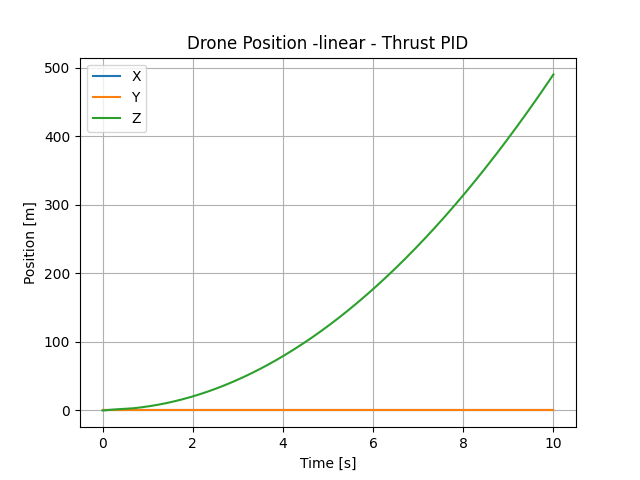 Drone Position -linear - Thrust PID
X
Y
Z
500
400
300
200
100
0
Position [m]
0 2 4 6 8 10
Time [s]